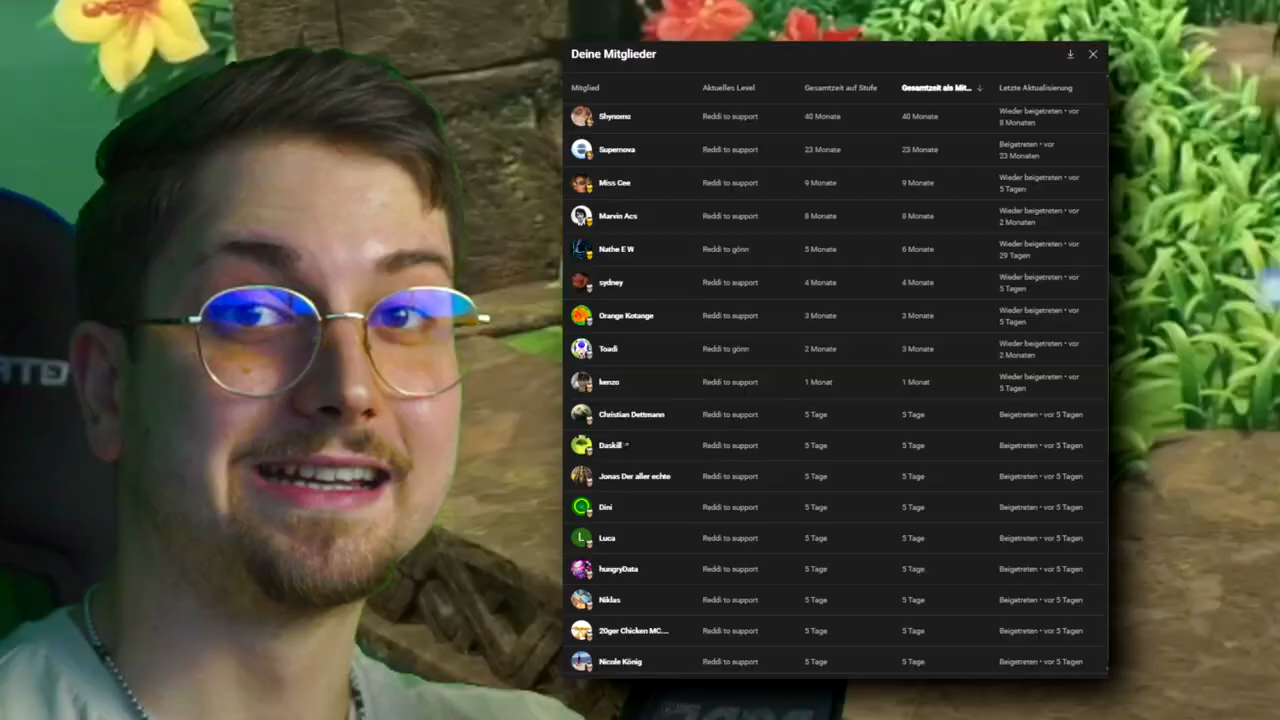 Deine Mitglieder
Mitglied Aktuelles Level Gesamtzeit auf Stufe Gesamtzeit als Mit... Letzte Aktualisierung
Shynomo Reddi to support 40 Monate 40 Monate Wieder beigetreten • vor
8 Monaten
Supernova Reddi to support 23 Monate 23 Monate Beigetreten • vor
23 Monaten
Miss Cee Reddi to support 9 Monate 9 Monate Wieder beigetreten • vor
5 Tagen
Marvin Acs Reddi to support 8 Monate 8 Monate Wieder beigetreten • vor
2 Monaten
Nathe E W Reddi to gönn 5 Monate 6 Monate Wieder beigetreten • vor
29 Tagen
sydney Reddi to support 4 Monate 4 Monate Wieder beigetreten • vor
5 Tagen
Orange Kotange Reddi to support 3 Monate 3 Monate Wieder beigetreten • vor
5 Tagen
Toadi Reddi to gönn 2 Monate 3 Monate Wieder beigetreten • vor
2 Monaten
kenzo Reddi to support 1 Monat 1 Monat Wieder beigetreten • vor
5 Tagen
Christian Dettmann Reddi to support 5 Tage 5 Tage Beigetreten • vor 5 Tagen
Daskill Reddi to support 5 Tage 5 Tage Beigetreten • vor 5 Tagen
Jonas Der aller echte Reddi to support 5 Tage 5 Tage Beigetreten • vor 5 Tagen
Dini Reddi to support 5 Tage 5 Tage Beigetreten • vor 5 Tagen
L Luca Reddi to support 5 Tage 5 Tage Beigetreten • vor 5 Tagen
hungryData Reddi to support 5 Tage 5 Tage Beigetreten • vor 5 Tagen
Niklas Reddi to support 5 Tage 5 Tage Beigetreten • vor 5 Tagen
20ger Chicken MC.... Reddi to support 5 Tage 5 Tage Beigetreten • vor 5 Tagen
Nicole König Reddi to support 5 Tage 5 Tage Beigetreten • vor 5 Tagen